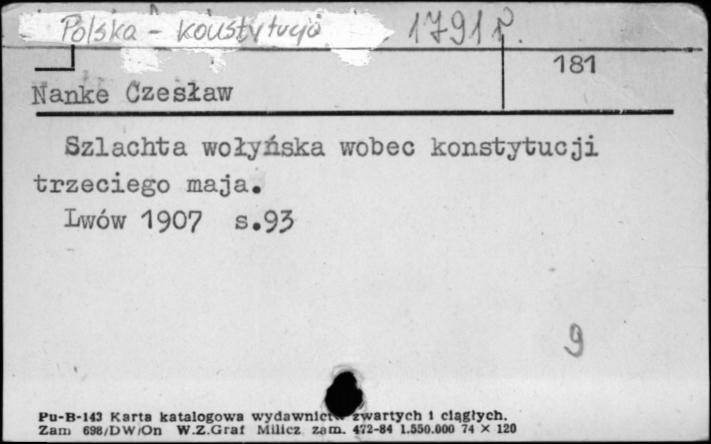 Polska - konstytucja 1791 r.
181
Nanke Czesław
Szlachta wołyńska wobec konstytucji
trzeciego maja.
Lwów 1907 s.93
9
Pu-B-143 Karta katalogowa wydawnictw zwartych i ciągłych.
Zam 698/DW/On W.Z.Graf Milicz zam. 472-84 1.550.000 74 × 120